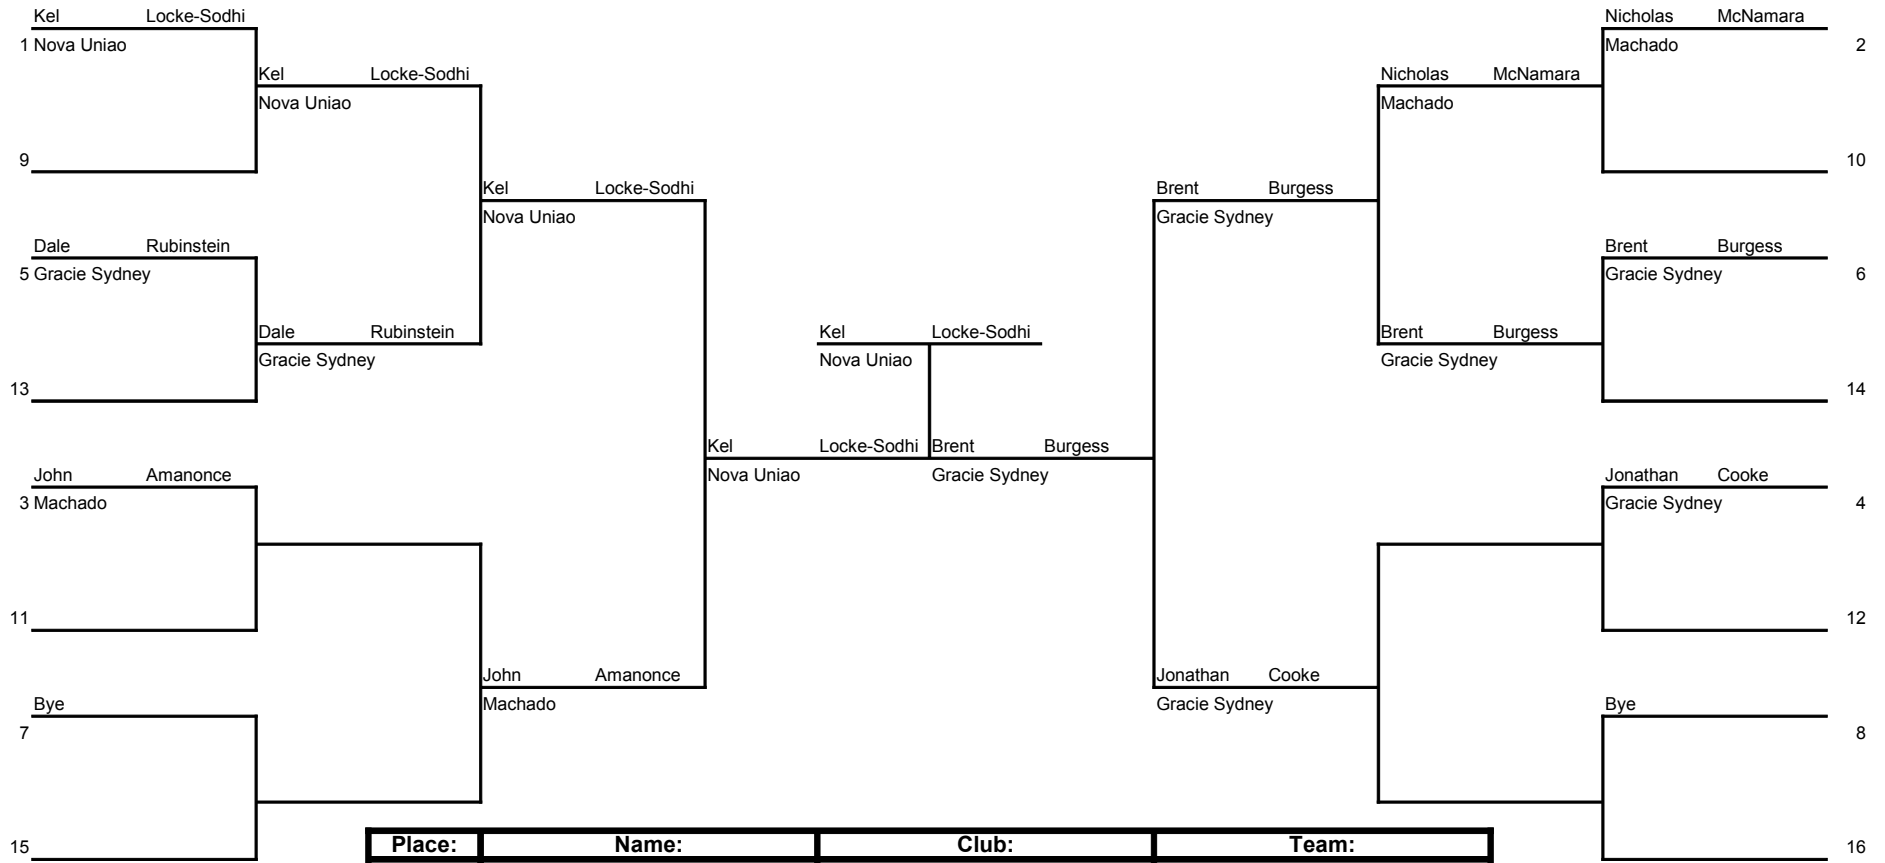 Kel Locke-Sodhi
1 Nova Uniao
Kel Locke-Sodhi
Nova Uniao
9
Kel Locke-Sodhi
Nova Uniao
Dale Rubinstein
5 Gracie Sydney
Dale Rubinstein
Gracie Sydney
13
Kel Locke-Sodhi
Nova Uniao
John Amanonce
3 Machado
11
John Amanonce
Machado
Bye
7
15
Kel Locke-Sodhi
Nova Uniao
Brent Burgess
Gracie Sydney
Nicholas McNamara
Machado 2
Nicholas McNamara
Machado
10
Brent Burgess
Gracie Sydney
Brent Burgess
Gracie Sydney 6
Brent Burgess
Gracie Sydney
14
Jonathan Cooke
Gracie Sydney 4
12
Jonathan Cooke
Gracie Sydney
Bye
8
16
Place: Name: Club: Team: